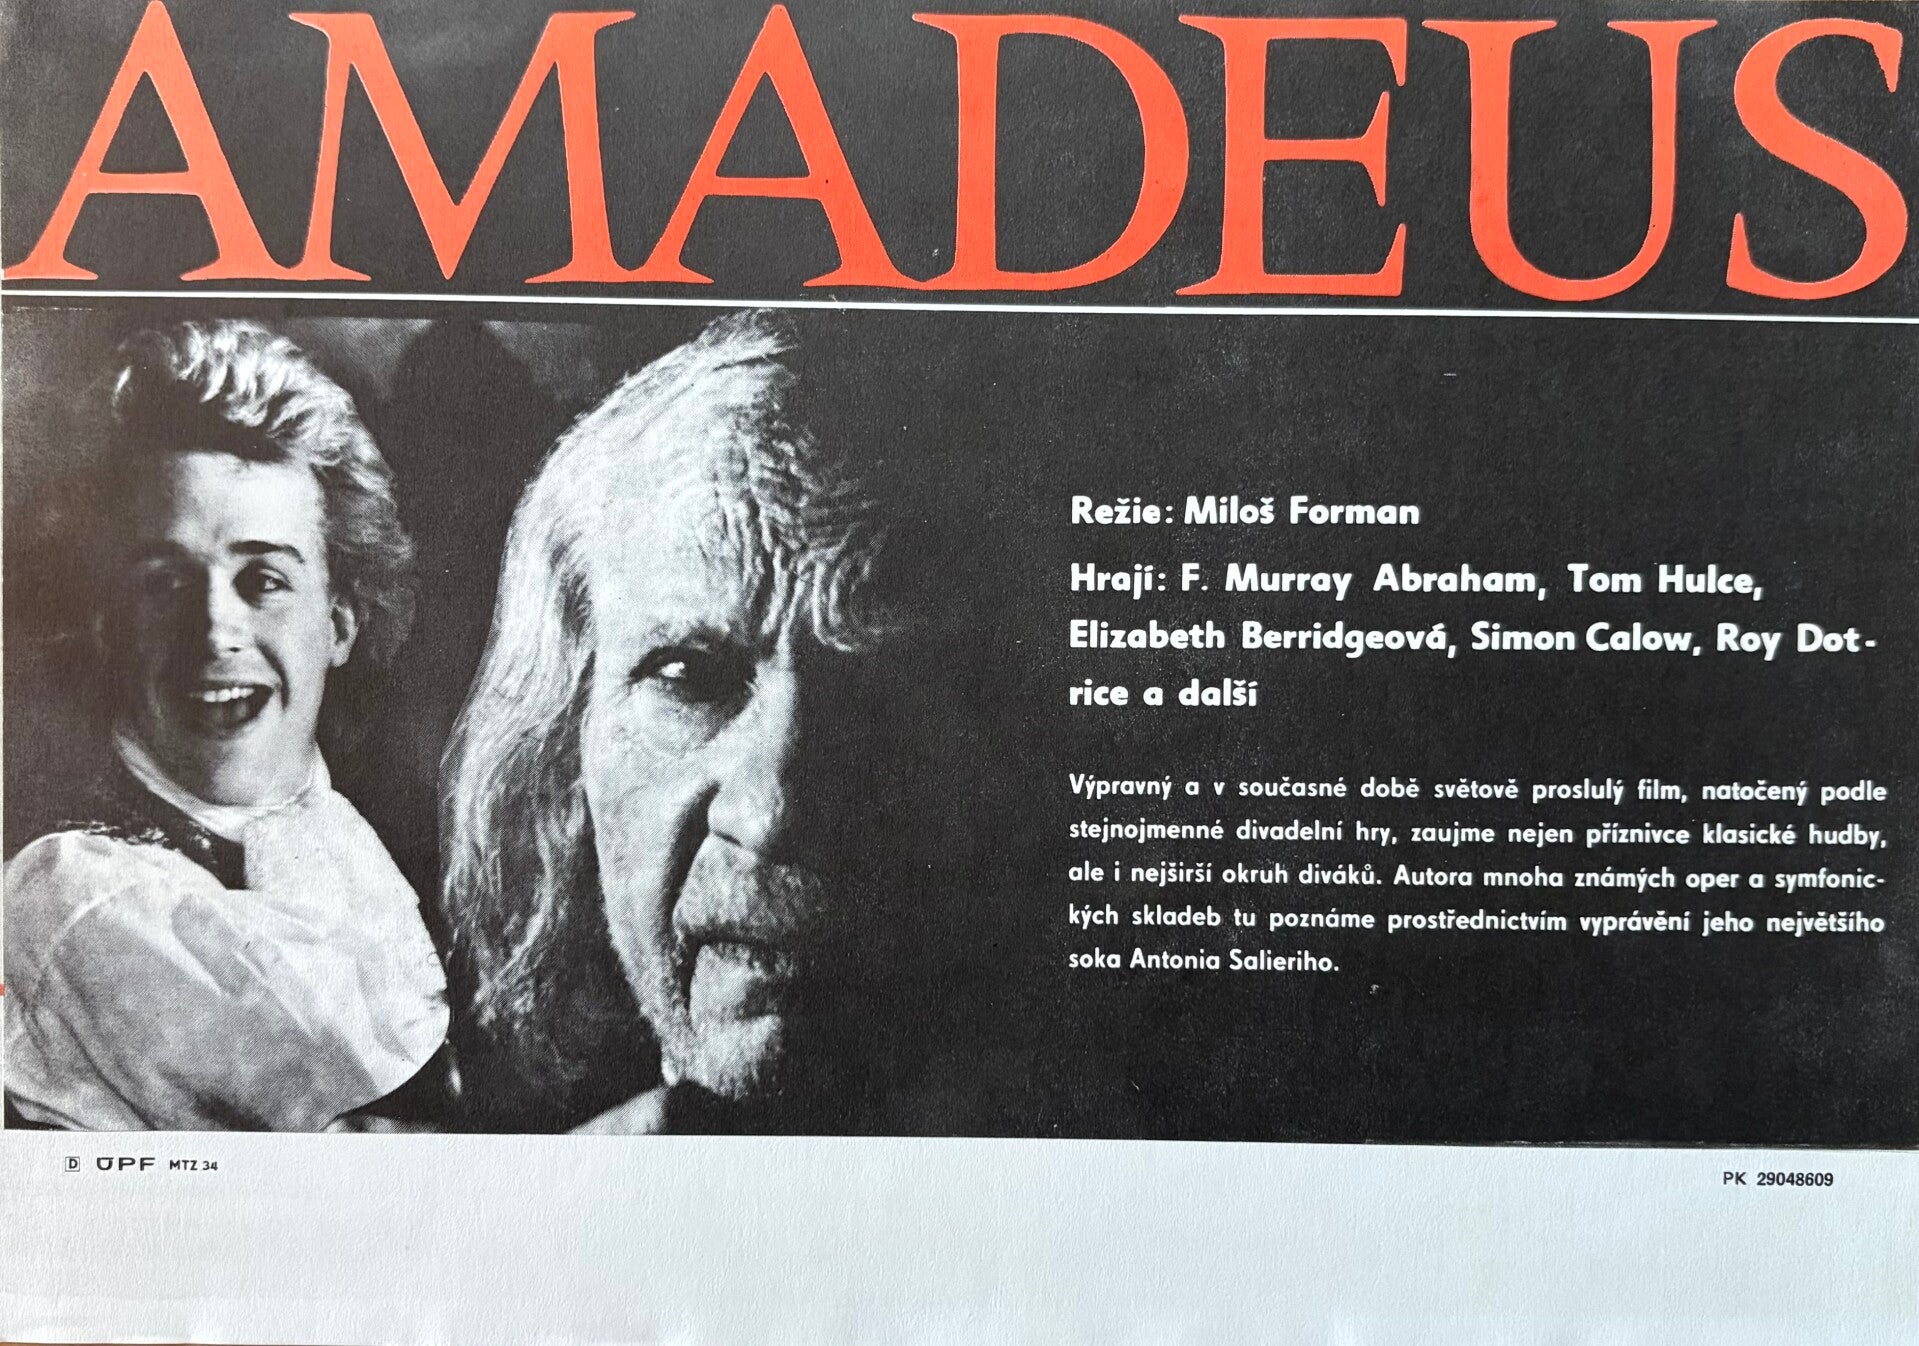 AMADEUS
Režie: Miloš Forman
Hrají: F. Murray Abraham, Tom Hulce,
Elizabeth Berridgeová, Simon Calow, Roy Dot-
rice a další
Výpravný a v současné době světově proslulý film, natočený podle
stejnojmenné divadelní hry, zaujme nejen příznivce klasické hudby,
ale i nejširší okruh diváků. Autora mnoha známých oper a symfonic-
kých skladeb tu poznáme prostřednictvím vyprávění jeho největšího
soka Antonia Salieriho.
D ÚPF MTZ 34
PK 29048609